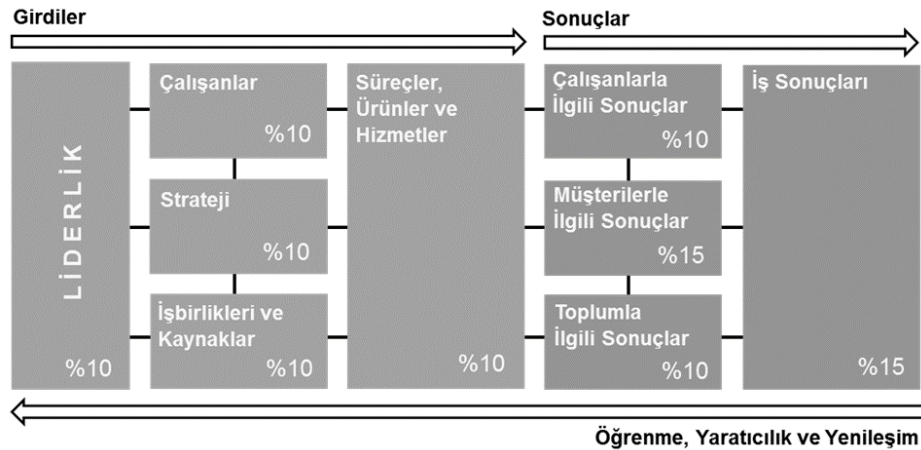 Girdiler
Sonuçlar
LİDERLİK
%10
Çalışanlar
%10
Strateji
%10
İşbirlikleri ve
Kaynaklar
%10
Süreçler,
Ürünler ve
Hizmetler
%10
Çalışanlarla
İlgili Sonuçlar
%10
Müşterilerle
İlgili Sonuçlar
%15
Toplumla
İlgili Sonuçlar
%10
İş Sonuçları
%15
Öğrenme, Yaratıcılık ve Yenileşim